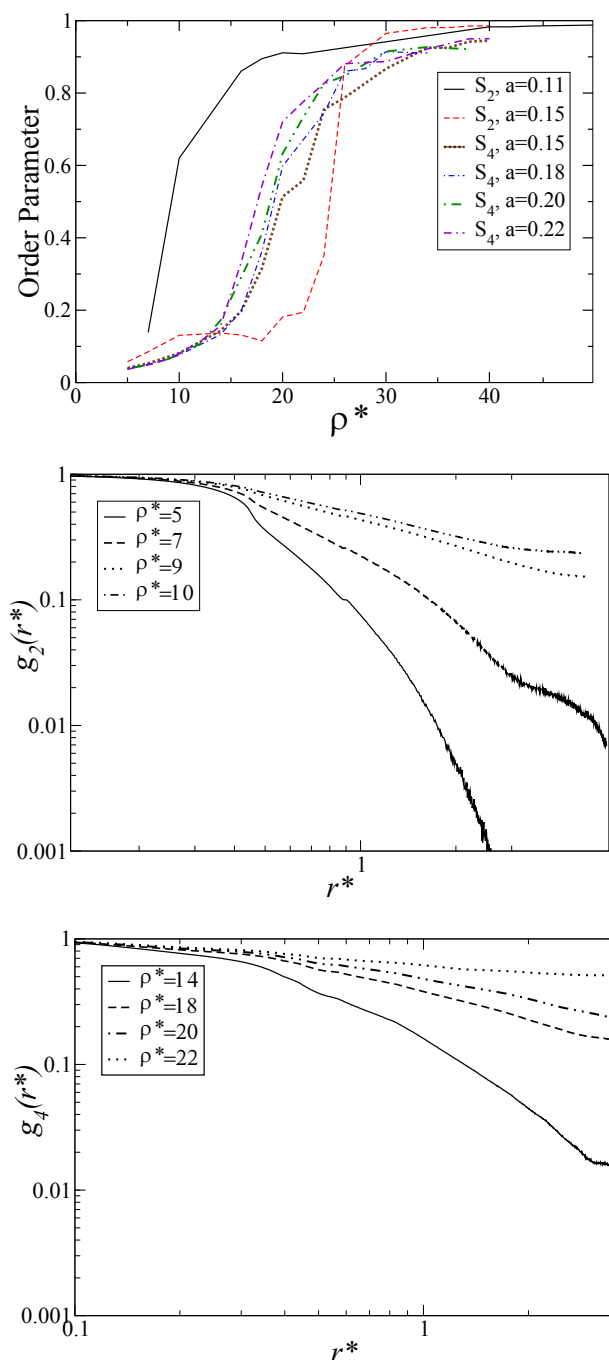 1
0.8
0.6
0.4
0.2
0
Order Parameter
S2, a=0.11
S2, a=0.15
S4, a=0.15
S4, a=0.18
S4, a=0.20
S4, a=0.22
0 10 20 30 40
ρ*
1
0.1
0.01
0.001
g2(r*)
ρ*=5
ρ*=7
ρ*=9
ρ*=10
1
r*
1
0.1
0.01
0.001
g4(r*)
ρ*=14
ρ*=18
ρ*=20
ρ*=22
0.1 1
r*